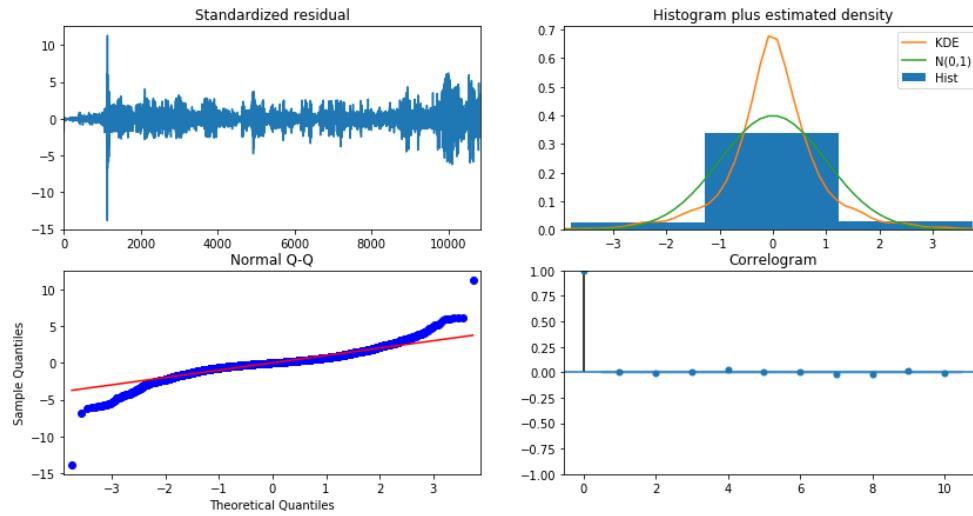 Standardized residual
10
5
0
−5
−10
−15
0 2000 4000 6000 8000 10000
Histogram plus estimated density
0.7
0.6
0.5
0.4
0.3
0.2
0.1
0.0
KDE
N(0,1)
Hist
−3 −2 −1 0 1 2 3
Normal Q-Q
10
5
0
−5
−10
−15
Sample Quantiles
−3 −2 −1 0 1 2 3
Theoretical Quantiles
Correlogram
1.00
0.75
0.50
0.25
0.00
−0.25
−0.50
−0.75
−1.00
0 2 4 6 8 10